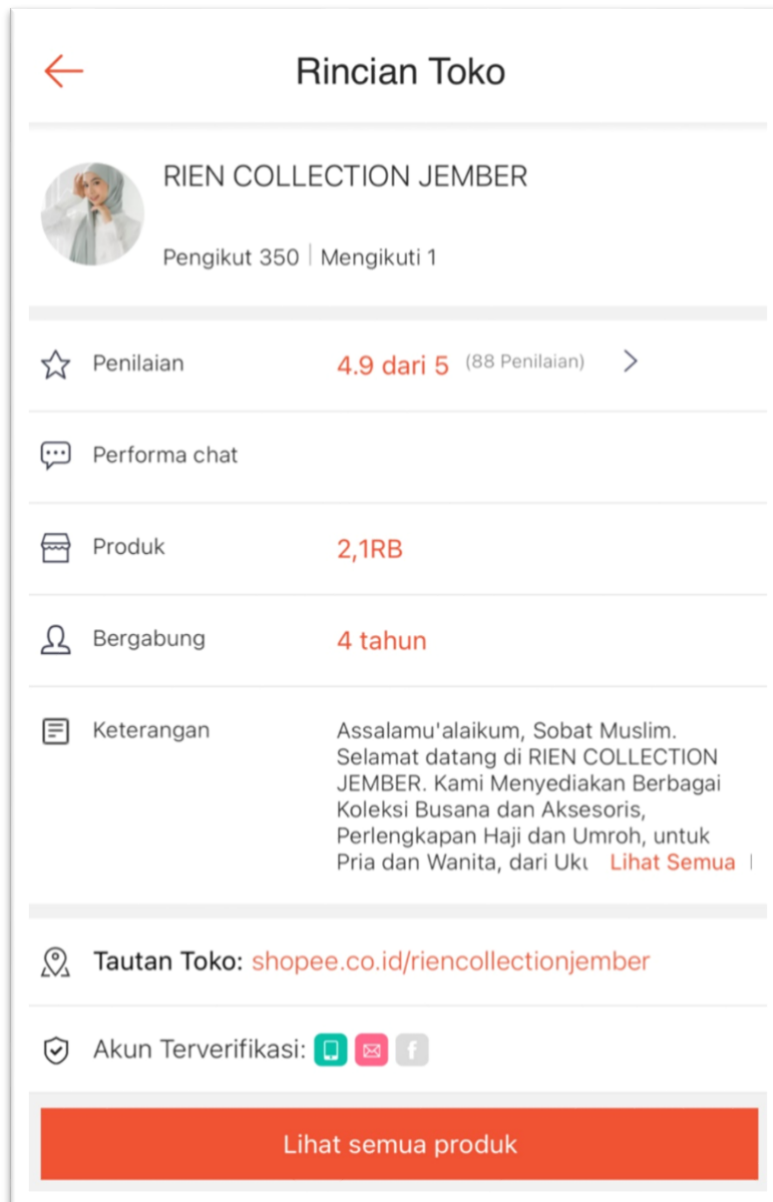 Rincian Toko
RIEN COLLECTION JEMBER
Pengikut 350 | Mengikuti 1
Penilaian 4.9 dari 5 (88 Penilaian)
Performa chat
Produk 2,1RB
Bergabung 4 tahun
Keterangan Assalamu'alaikum, Sobat Muslim.
Selamat datang di RIEN COLLECTION
JEMBER. Kami Menyediakan Berbagai
Koleksi Busana dan Aksesoris,
Perlengkapan Haji dan Umroh, untuk
Pria dan Wanita, dari Lihat Semua
Tautan Toko: shopee.co.id/riencollectionjember
Akun Terverifikasi: f
Lihat semua produk